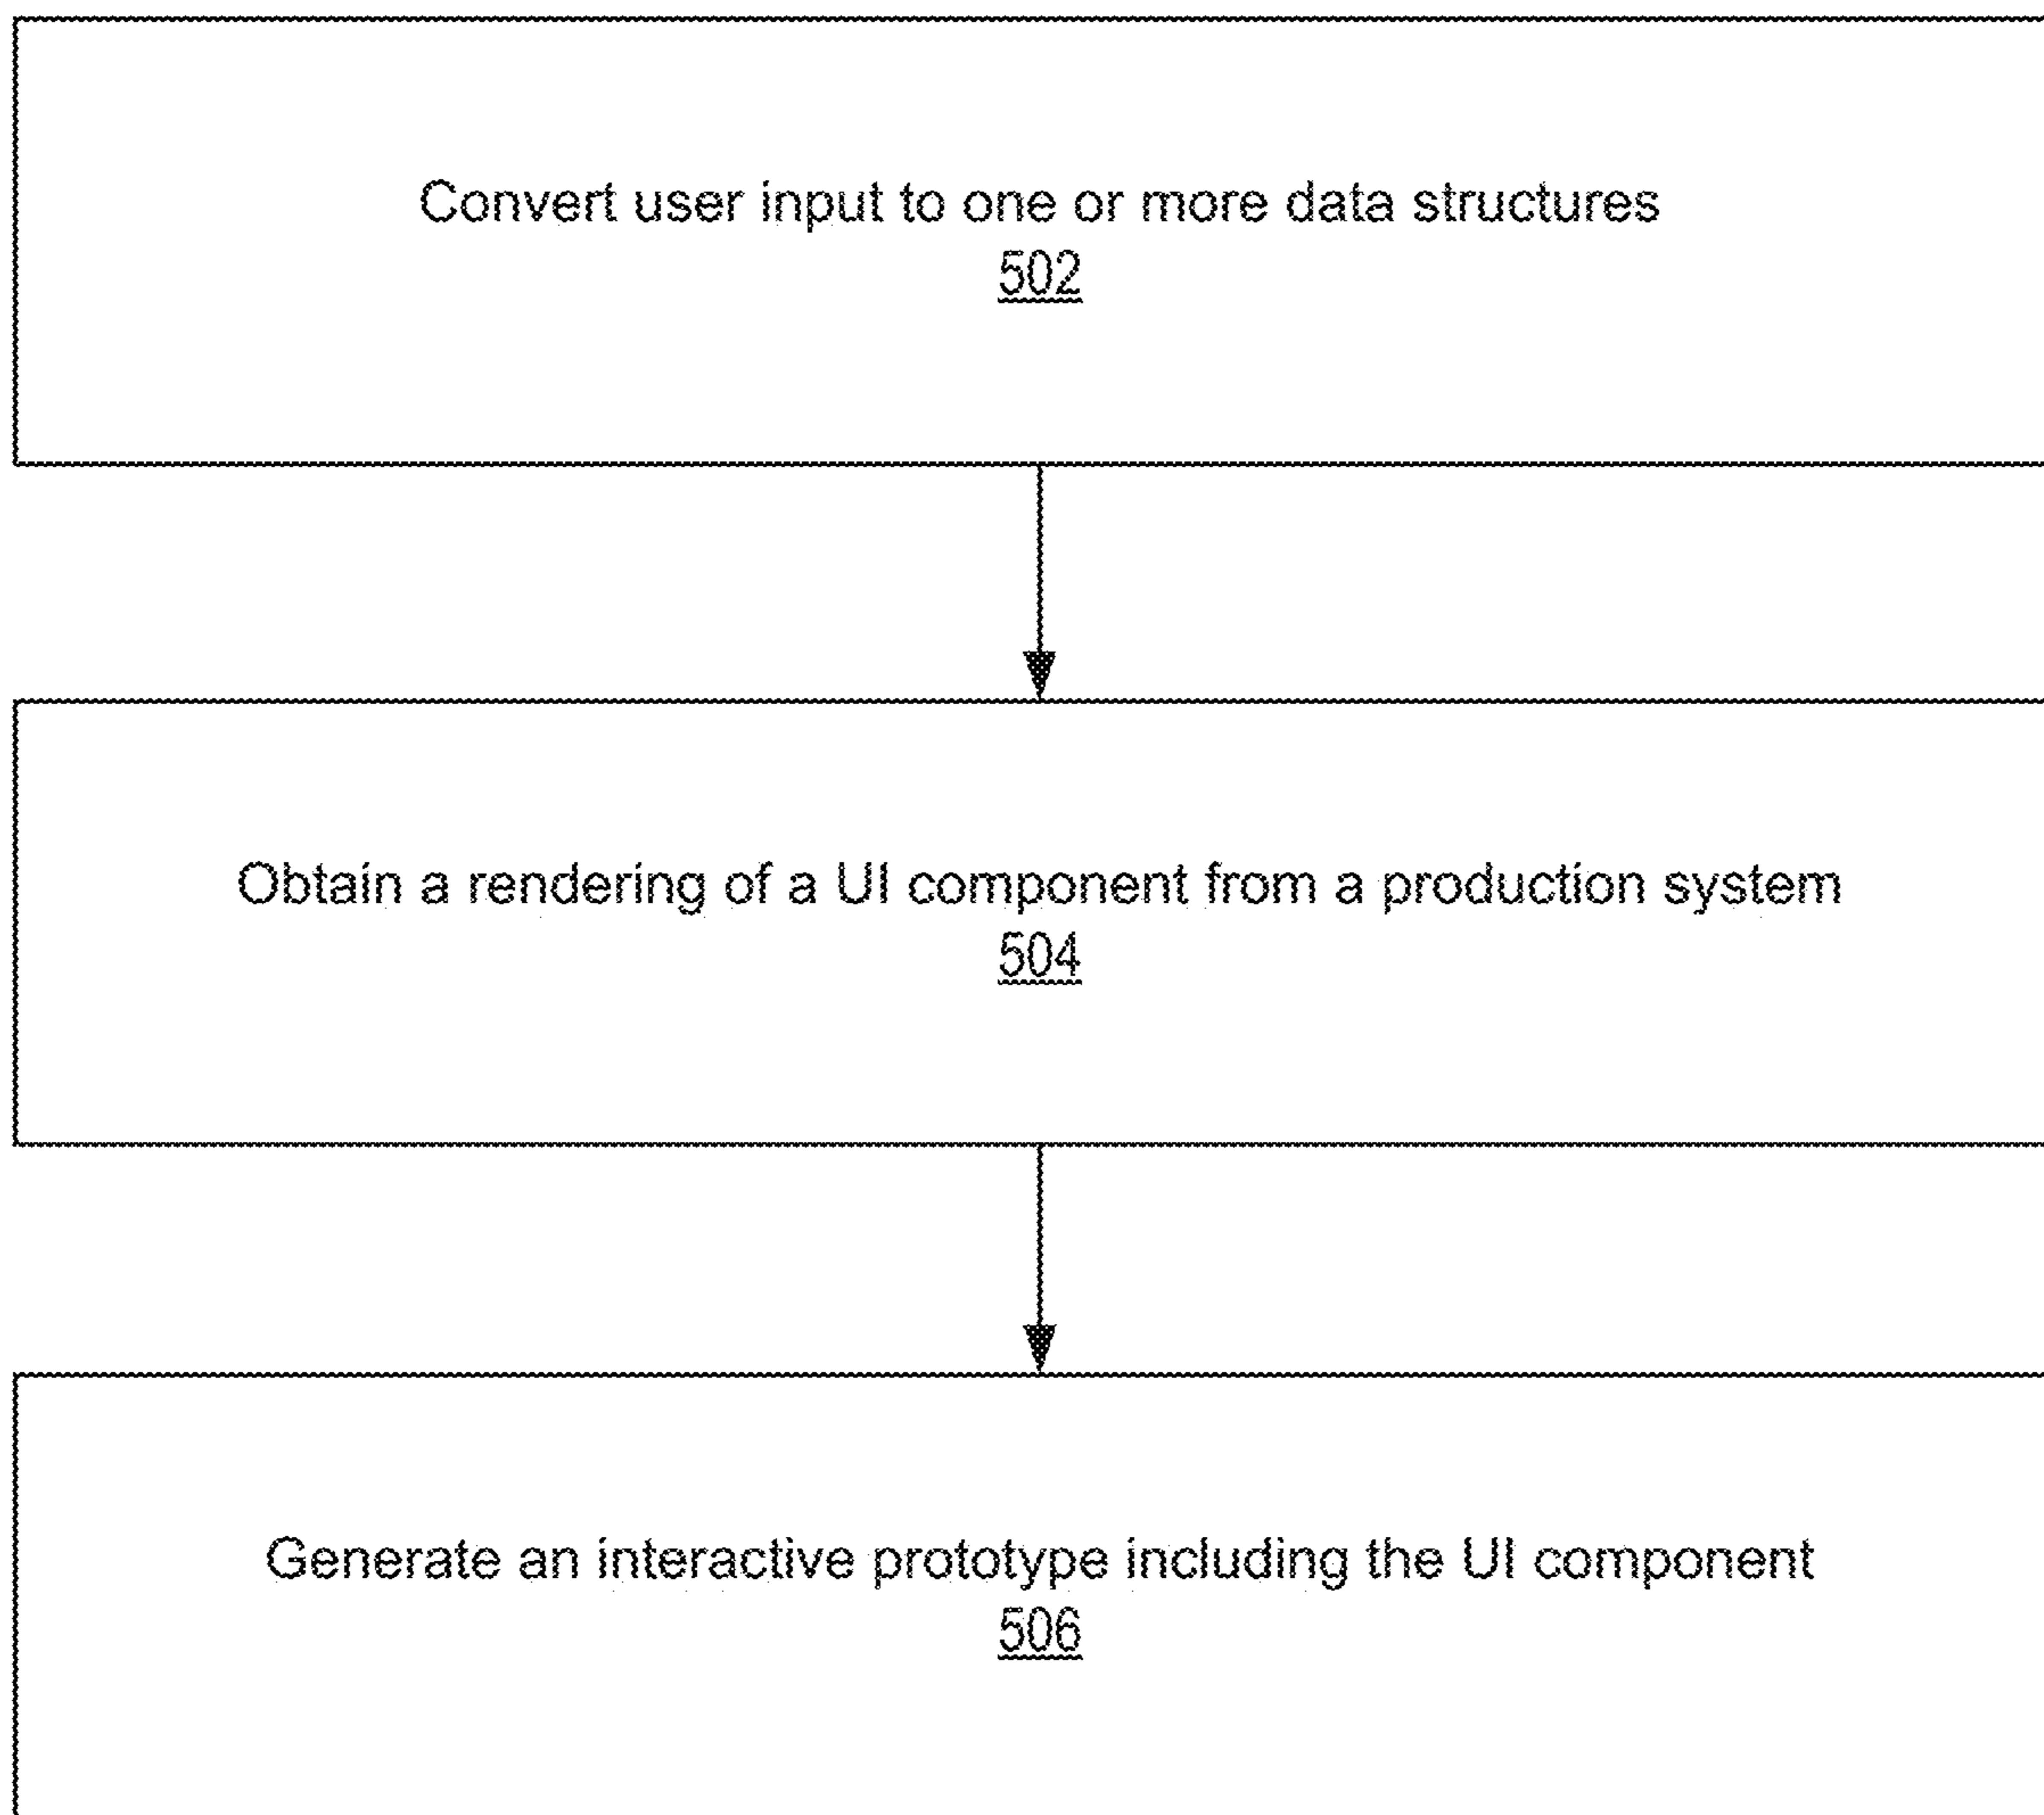 Convert user input to one or more data structures
502
Obtain a rendering of a UI component from a production system
504
Generate an interactive prototype including the UI component
506